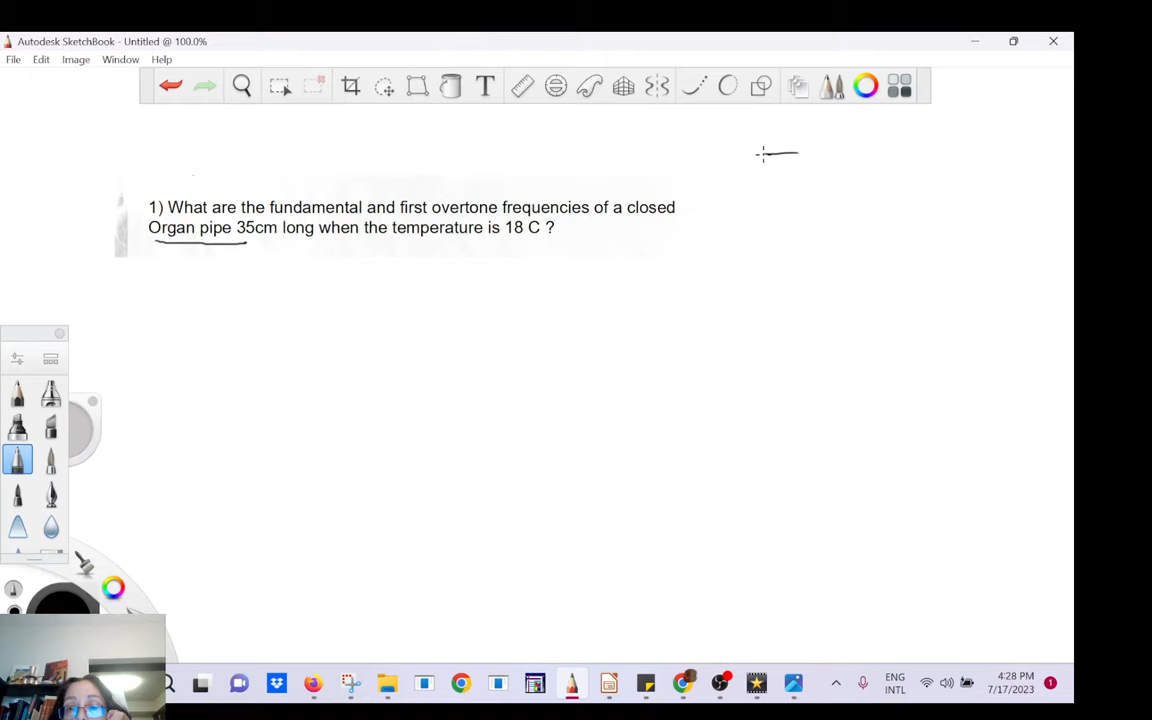 Autodesk SketchBook - Untitled @ 100.0%
File Edit Image Window Help
T
1) What are the fundamental and first overtone frequencies of a closed
Organ pipe 35cm long when the temperature is 18 C ?
ENG
INTL
4:28 PM
7/17/2023
1